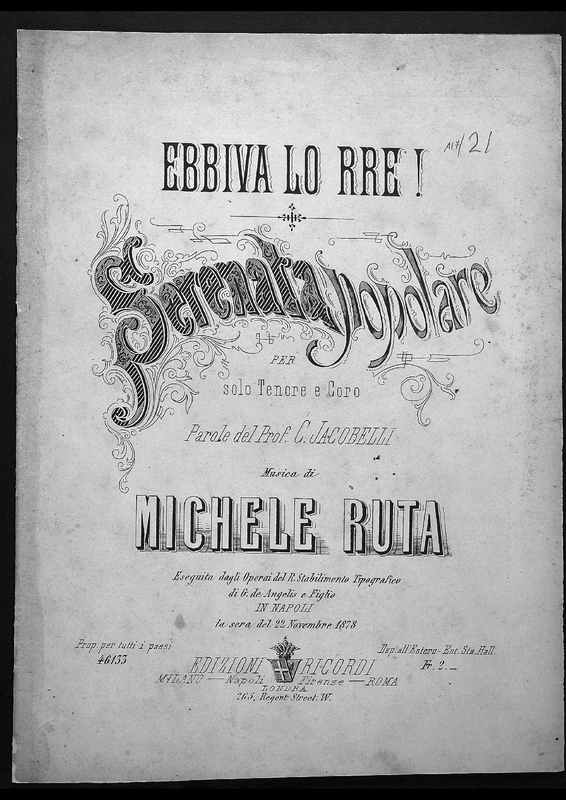 A17/21
EBBIVA LO RRE!
Serenata popolare
PER
solo Tenore e Coro
Parole del Prof. C. JACOBELLI
Musica di
MICHELE RUTA
Eseguita dagli Operai del R. Stabilimento Tipografico
di G. de Angelis e Figlio
IN NAPOLI
la sera del 22 Novembre 1878
Prop. per tutti i paesi
46133
Dep. all'Estero - Ent. Sta. Hall.
Fr. 2. _
EDIZIONI RICORDI
MILANO — Napoli Firenze — ROMA
LONDRA
265, Regent Street. W.